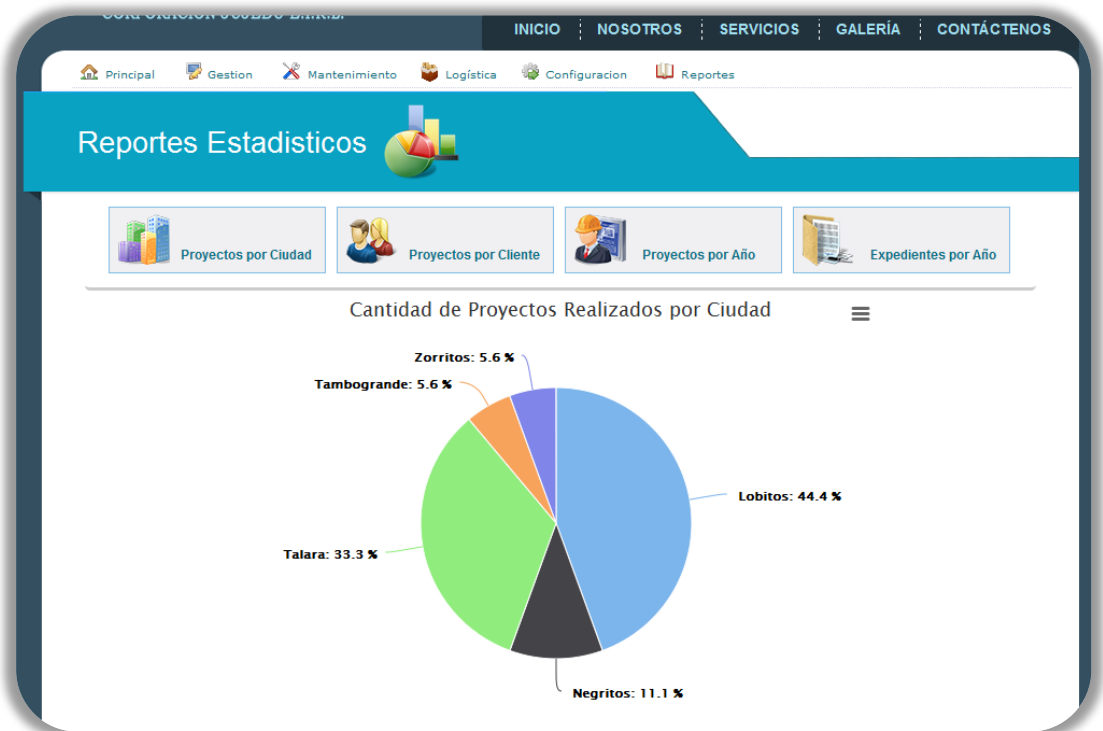 INICIO NOSOTROS SERVICIOS GALERÍA CONTÁCTENOS
Principal Gestion Mantenimiento Logística Configuracion Reportes
Reportes Estadisticos
Proyectos por Ciudad Proyectos por Cliente Proyectos por Año Expedientes por Año
Cantidad de Proyectos Realizados por Ciudad
Zorritos: 5.6 %
Tambogrande: 5.6 %
Lobitos: 44.4 %
Talara: 33.3 %
Negritos: 11.1 %